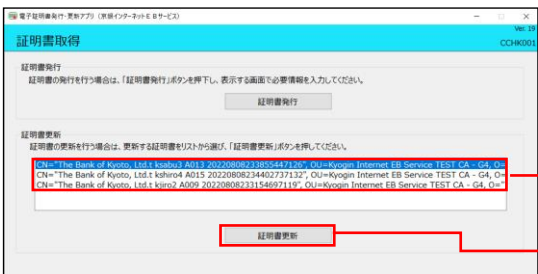 電子証明書発行・更新アプリ（京銀インターネットＥＢサービス）
Ver. 19
証明書取得
CCHK001
証明書発行
証明書の発行を行う場合は、「証明書発行」ボタンを押下し、表示する画面で必要情報を入力してください。
証明書発行
証明書更新
証明書の更新を行う場合は、更新する証明書をリストから選び、「証明書更新」ボタンを押してください。
CN="The Bank of Kyoto, Ltd.t ksabu3 A013 20220808233855447126", OU=Kyogin Internet EB Service TEST CA - G4, O=
CN="The Bank of Kyoto, Ltd.t kshiro4 A015 20220808234402737132", OU=Kyogin Internet EB Service TEST CA - G4, O=
CN="The Bank of Kyoto, Ltd.t kjiro2 A009 20220808233154697119", OU=Kyogin Internet EB Service TEST CA - G4, O="
証明書更新